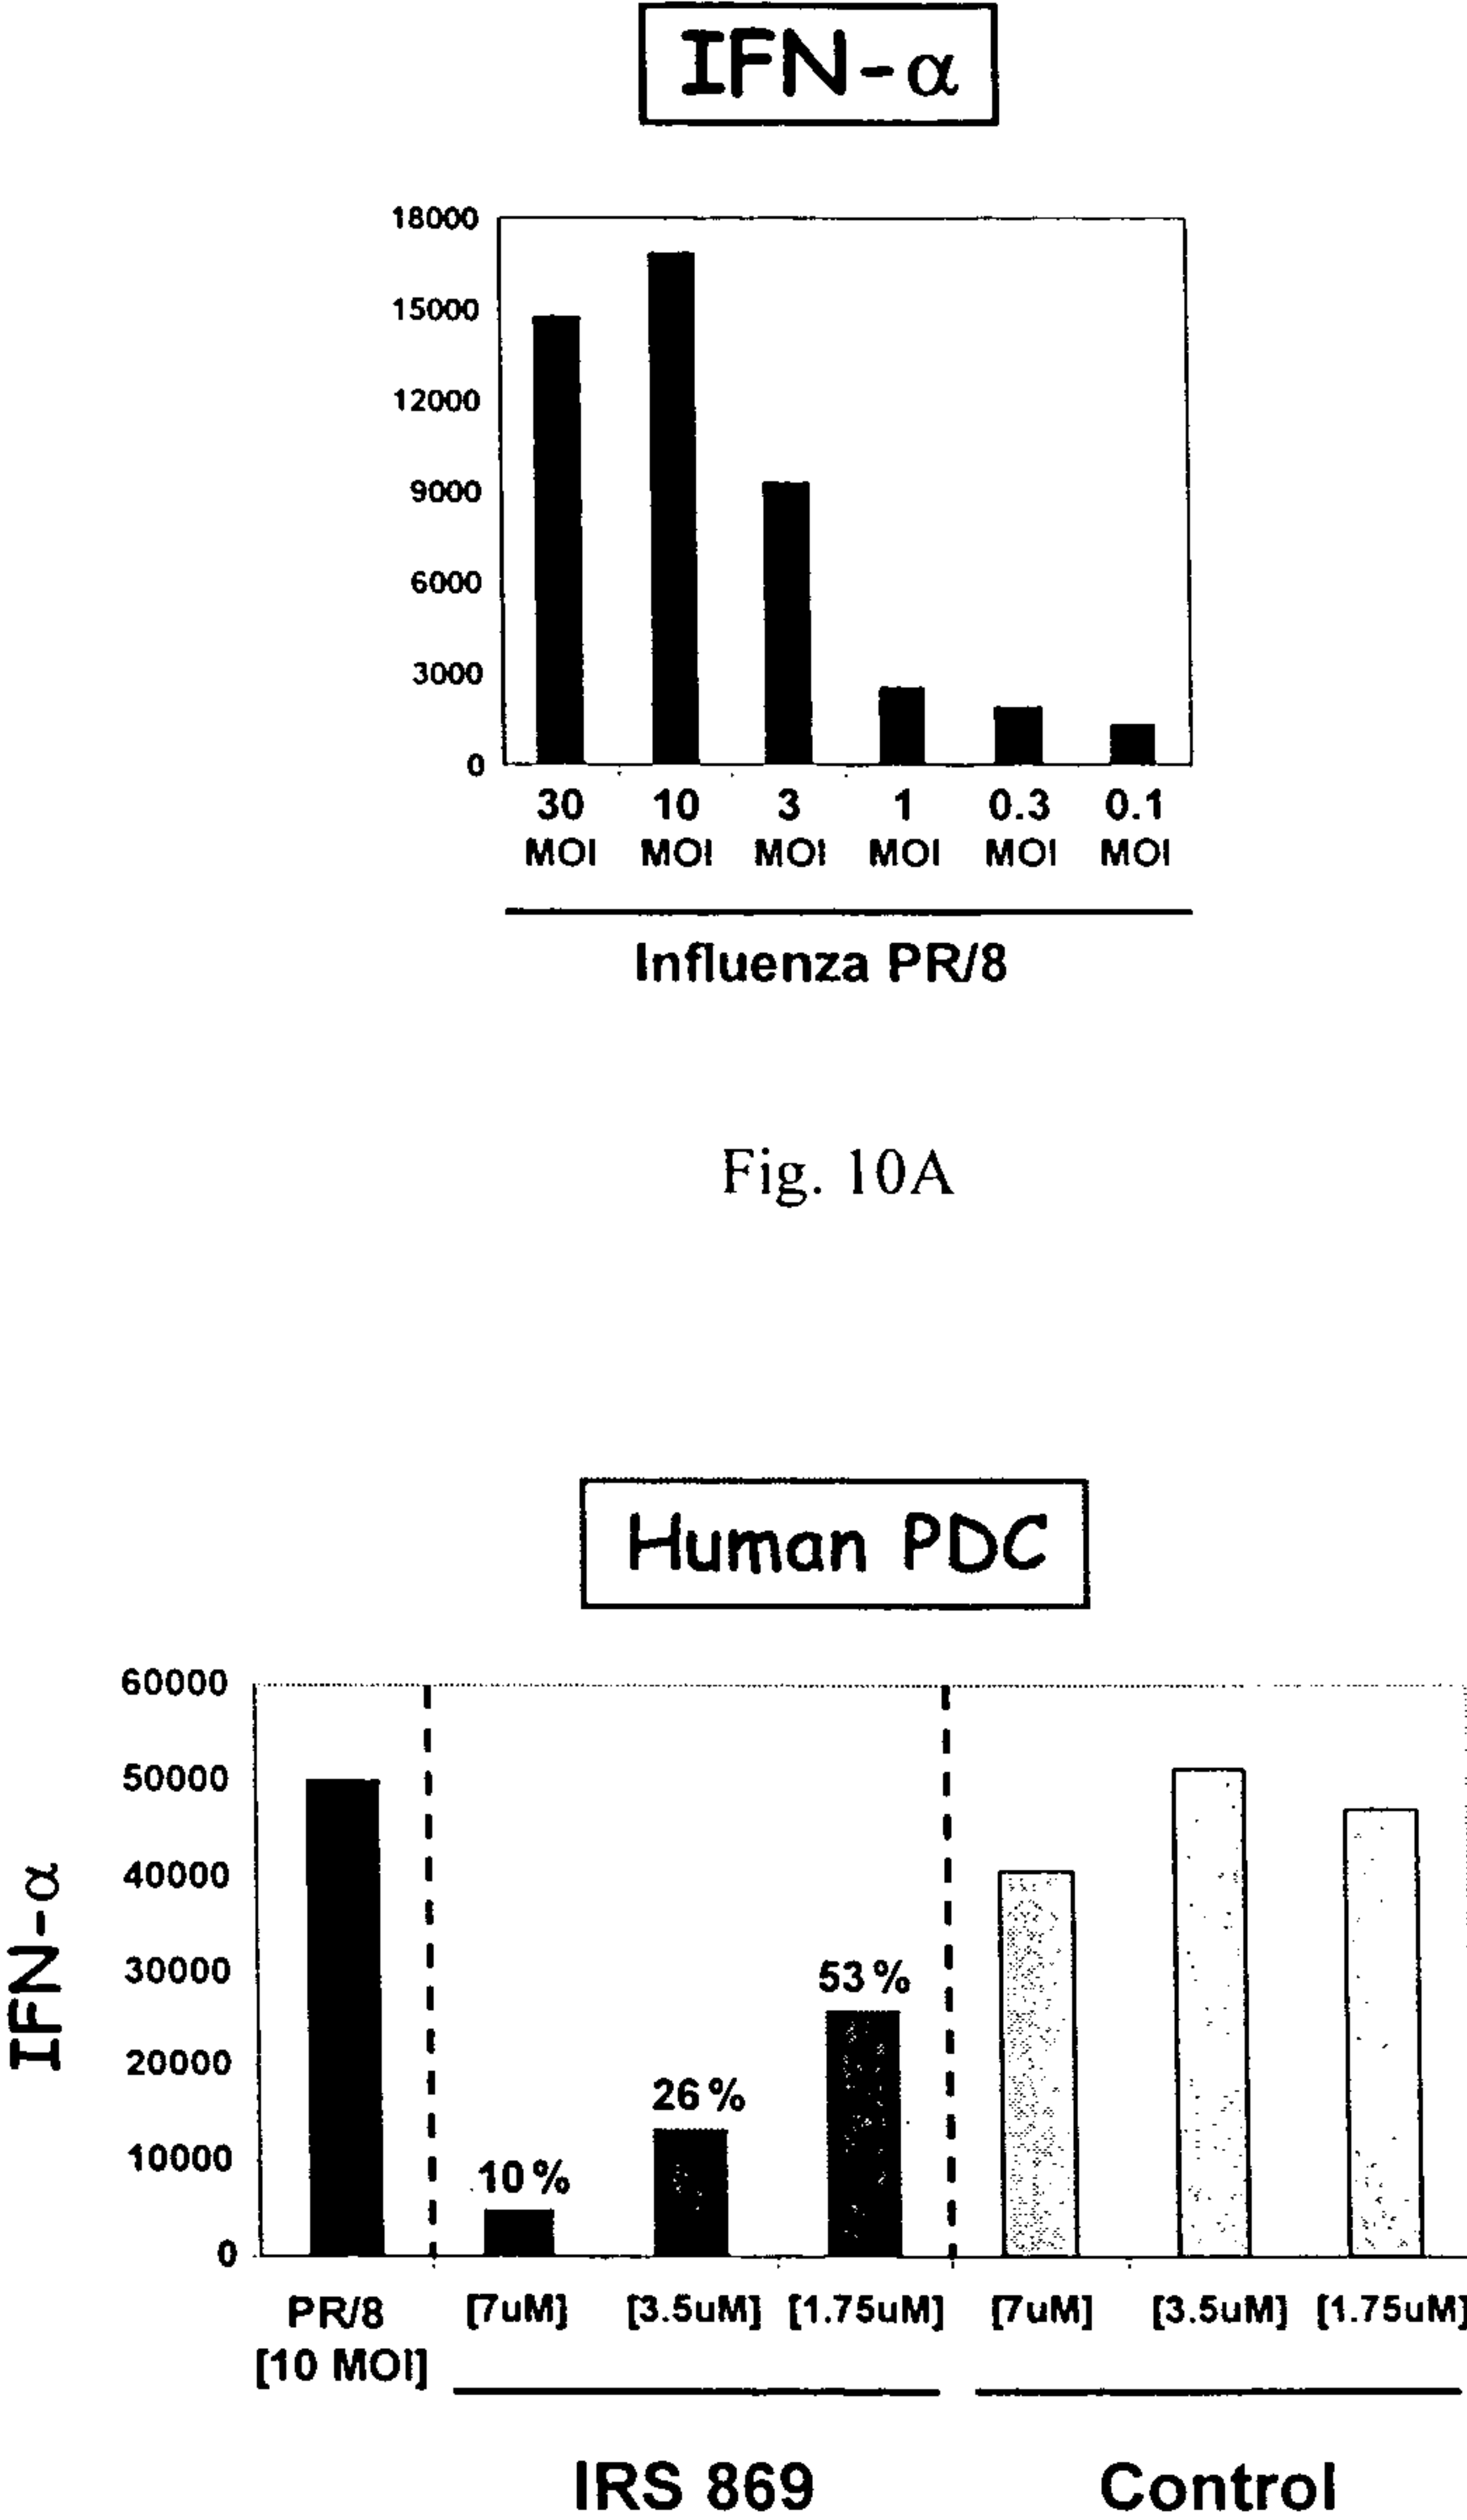 IFN-α
18000
15000
12000
9000
6000
3000
0
30 10 3 1 0.3 0.1
MOI MOI MOI MOI MOI MOI
Influenza PR/8
Fig. 10A
Human PDC
60000
50000
40000
30000
20000
10000
0
IFN-α
10% 26% 53%
PR/8 [7uM] [3.5uM] [1.75uM] [7uM] [3.5uM] [1.75uM]
[10 MOI]
IRS 869 Control